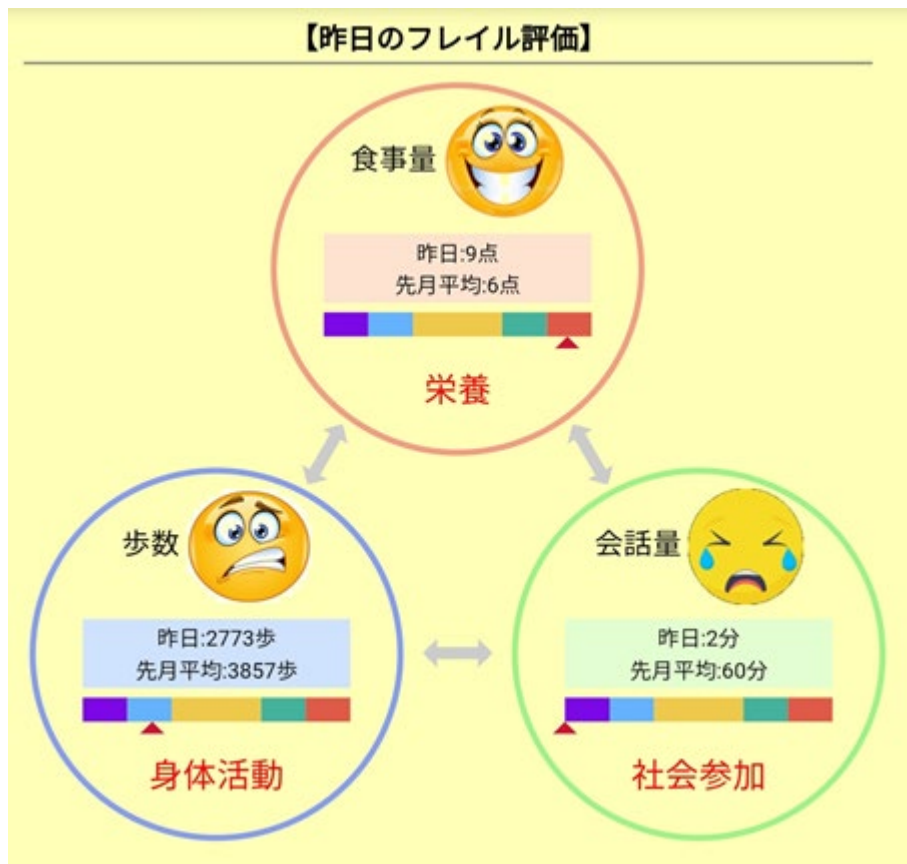 【昨日のフレイル評価】
食事量
昨日:9点
先月平均:6点
栄養
歩数
昨日:2773歩
先月平均:3857歩
身体活動
会話量
昨日:2分
先月平均:60分
社会参加